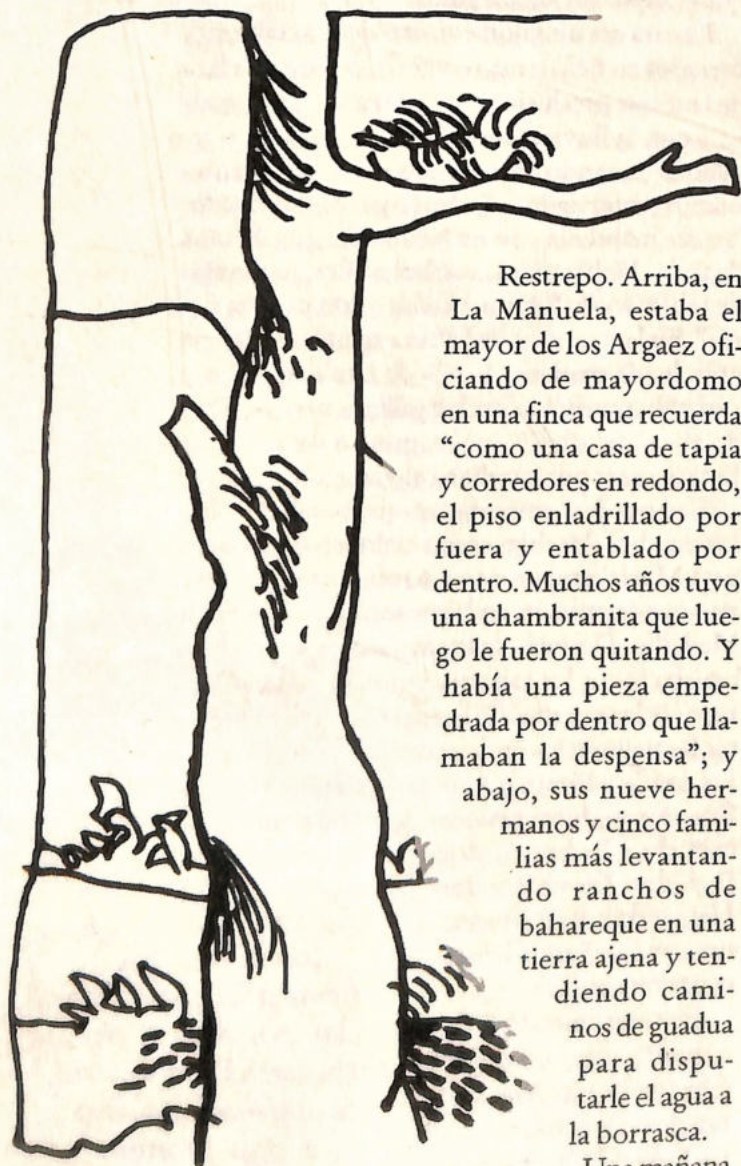 Restrepo. Arriba, en
La Manuela, estaba el
mayor de los Argaez ofi-
ciando de mayordomo
en una finca que recuerda
“como una casa de tapia
y corredores en redondo,
el piso enladrillado por
fuera y entablado por
dentro. Muchos años tuvo
una chambranita que lue-
go le fueron quitando. Y
había una pieza empe-
drada por dentro que lla-
maban la despensa”; y
abajo, sus nueve her-
manos y cinco fami-
lias más levantan-
do ranchos de
bahareque en una
tierra ajena y ten-
diendo cami-
nos de guadua
para dispu-
tarle el agua a
la borrasca.
Una mañana